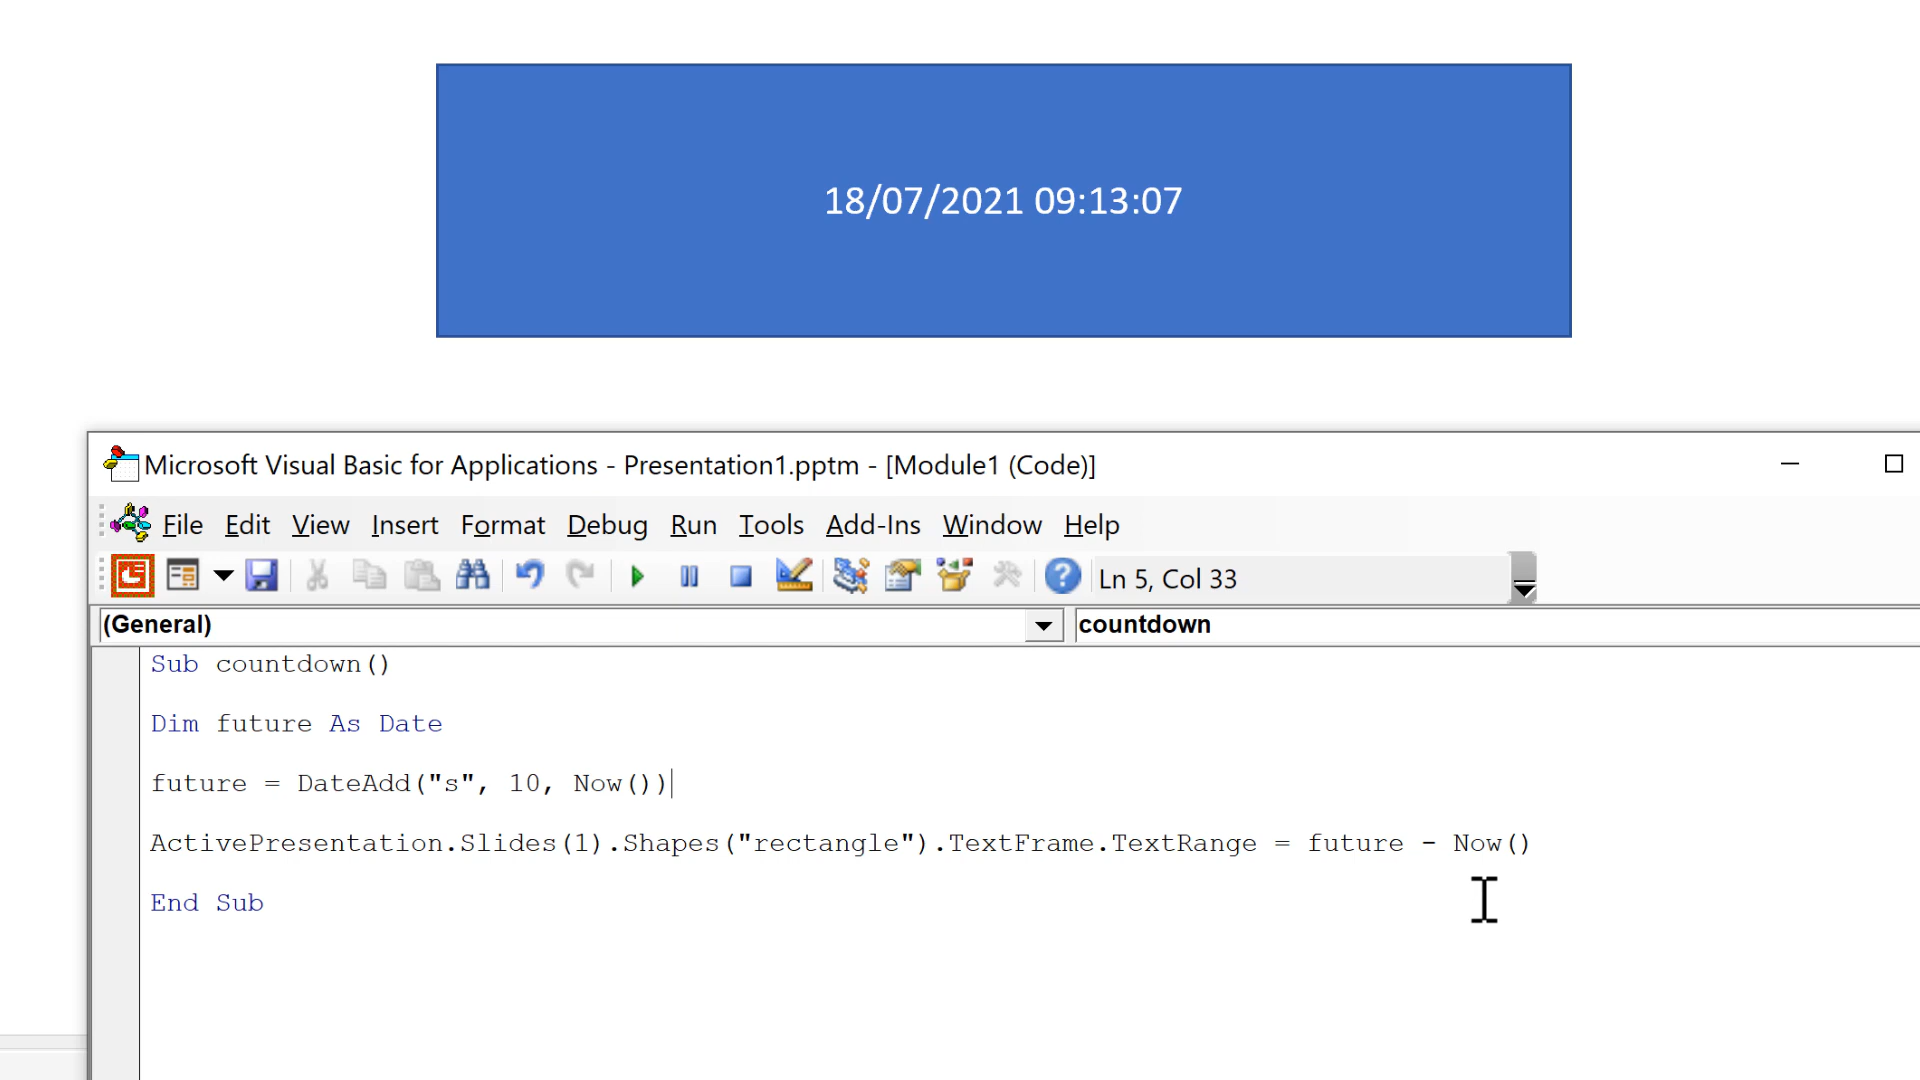 18/07/2021 09:13:07
Microsoft Visual Basic for Applications - Presentation1.pptm - [Module1 (Code)]
File Edit View Insert Format Debug Run Tools Add-Ins Window Help
Ln 5, Col 33
(General) countdown
Sub countdown()
Dim future As Date
future = DateAdd("s", 10, Now())
ActivePresentation.Slides(1).Shapes("rectangle").TextFrame.TextRange = future - Now()
End Sub